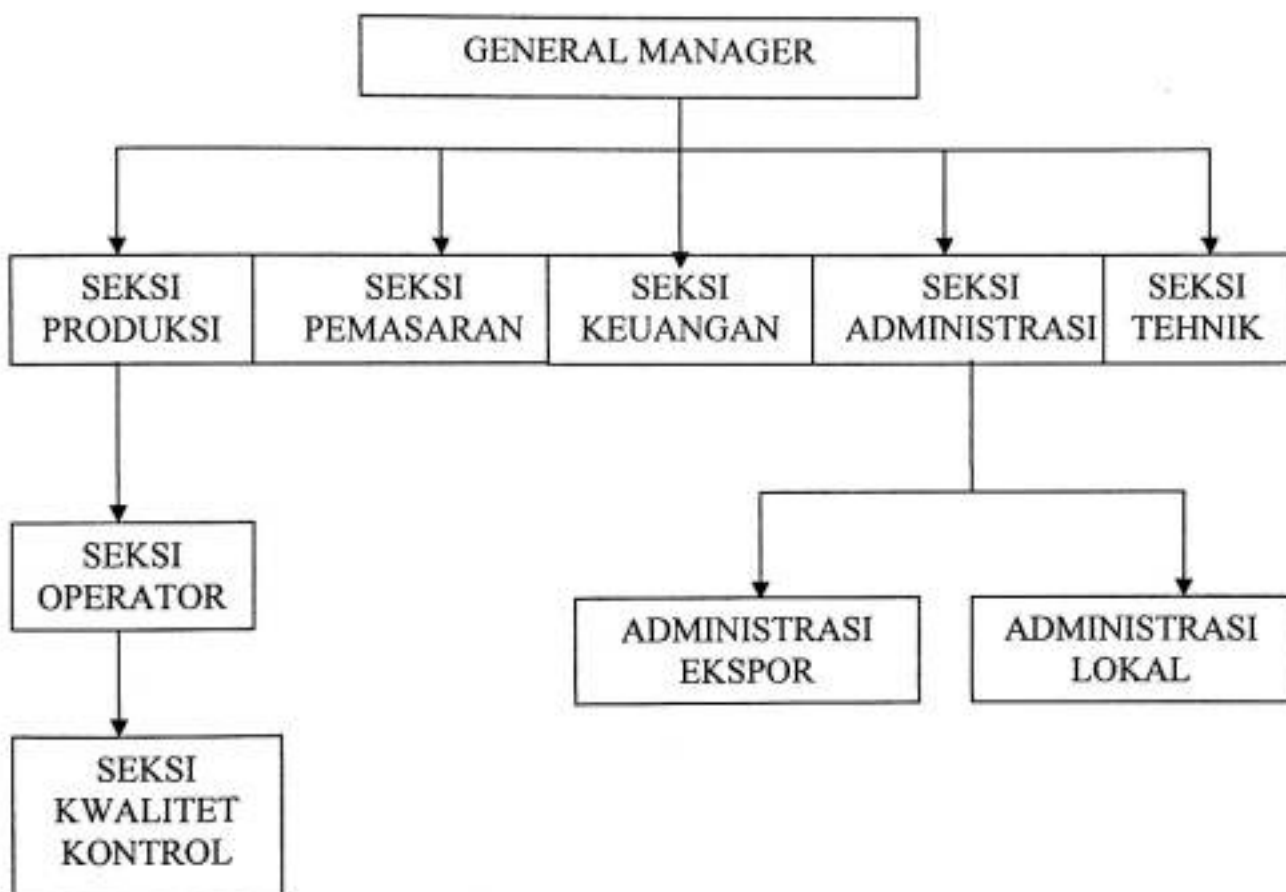 GENERAL MANAGER
SEKSI
PRODUKSI
SEKSI
PEMASARAN
SEKSI
KEUANGAN
SEKSI
ADMINISTRASI
SEKSI
TEHNIK
SEKSI
OPERATOR
ADMINISTRASI
EKSPOR
ADMINISTRASI
LOKAL
SEKSI
KWALITET
KONTROL